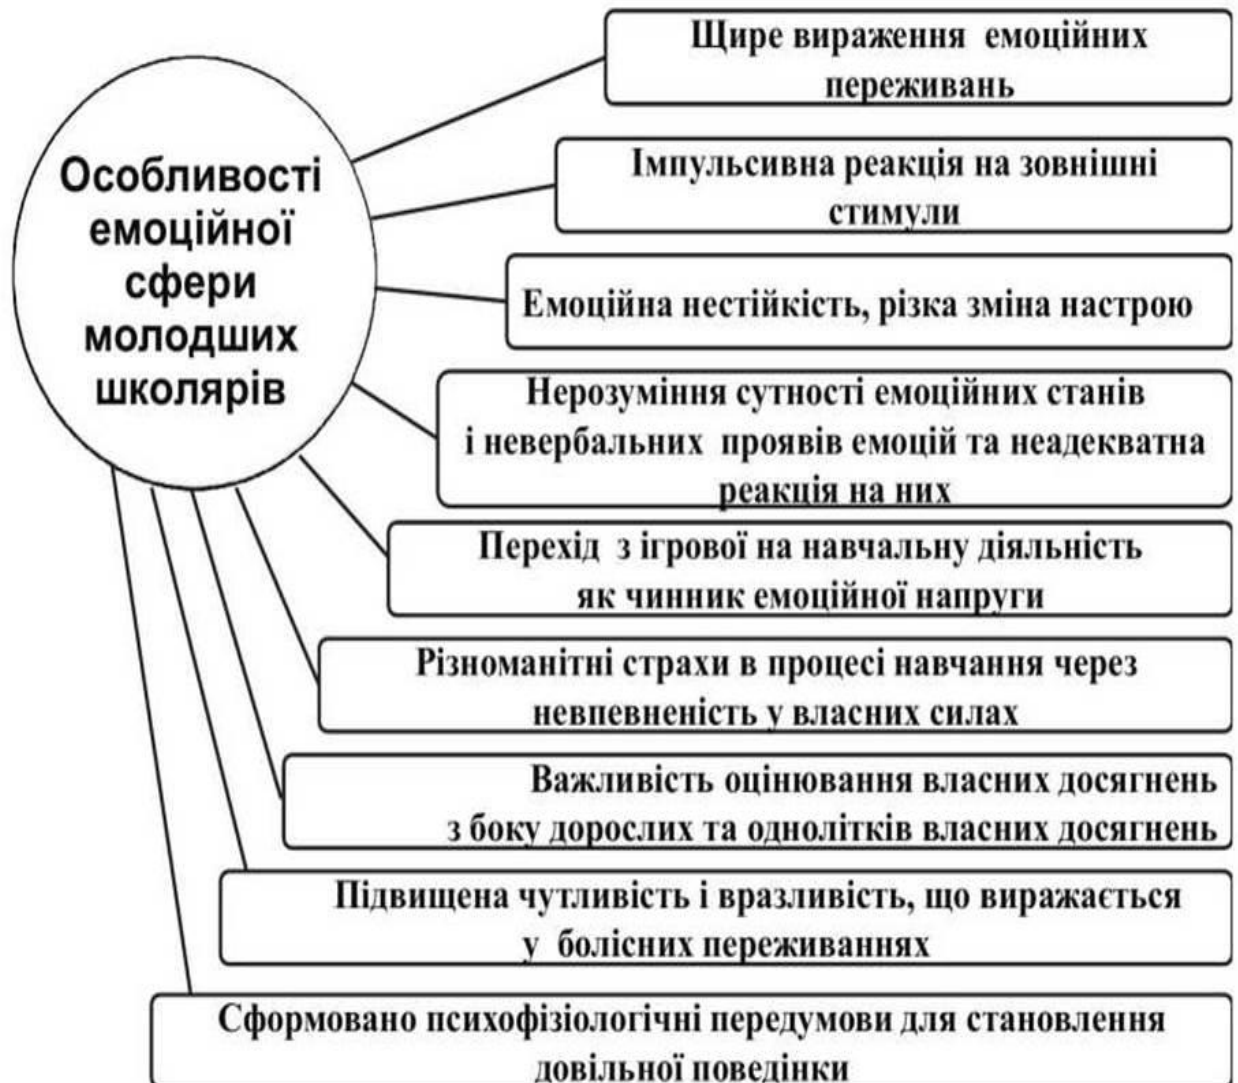 Особливості
емоційної
сфери
молодших
школярів
Щире вираження емоційних
переживань
Імпульсивна реакція на зовнішні
стимули
Емоційна нестійкість, різка зміна настрою
Нерозуміння сутності емоційних станів
і невербальних проявів емоцій та неадекватна
реакція на них
Перехід з ігрової на навчальну діяльність
як чинник емоційної напруги
Різноманітні страхи в процесі навчання через
невпевненість у власних силах
Важливість оцінювання власних досягнень
з боку дорослих та однолітків власних досягнень
Підвищена чутливість і вразливість, що виражається
у болісних переживаннях
Сформовано психофізіологічні передумови для становлення
довільної поведінки